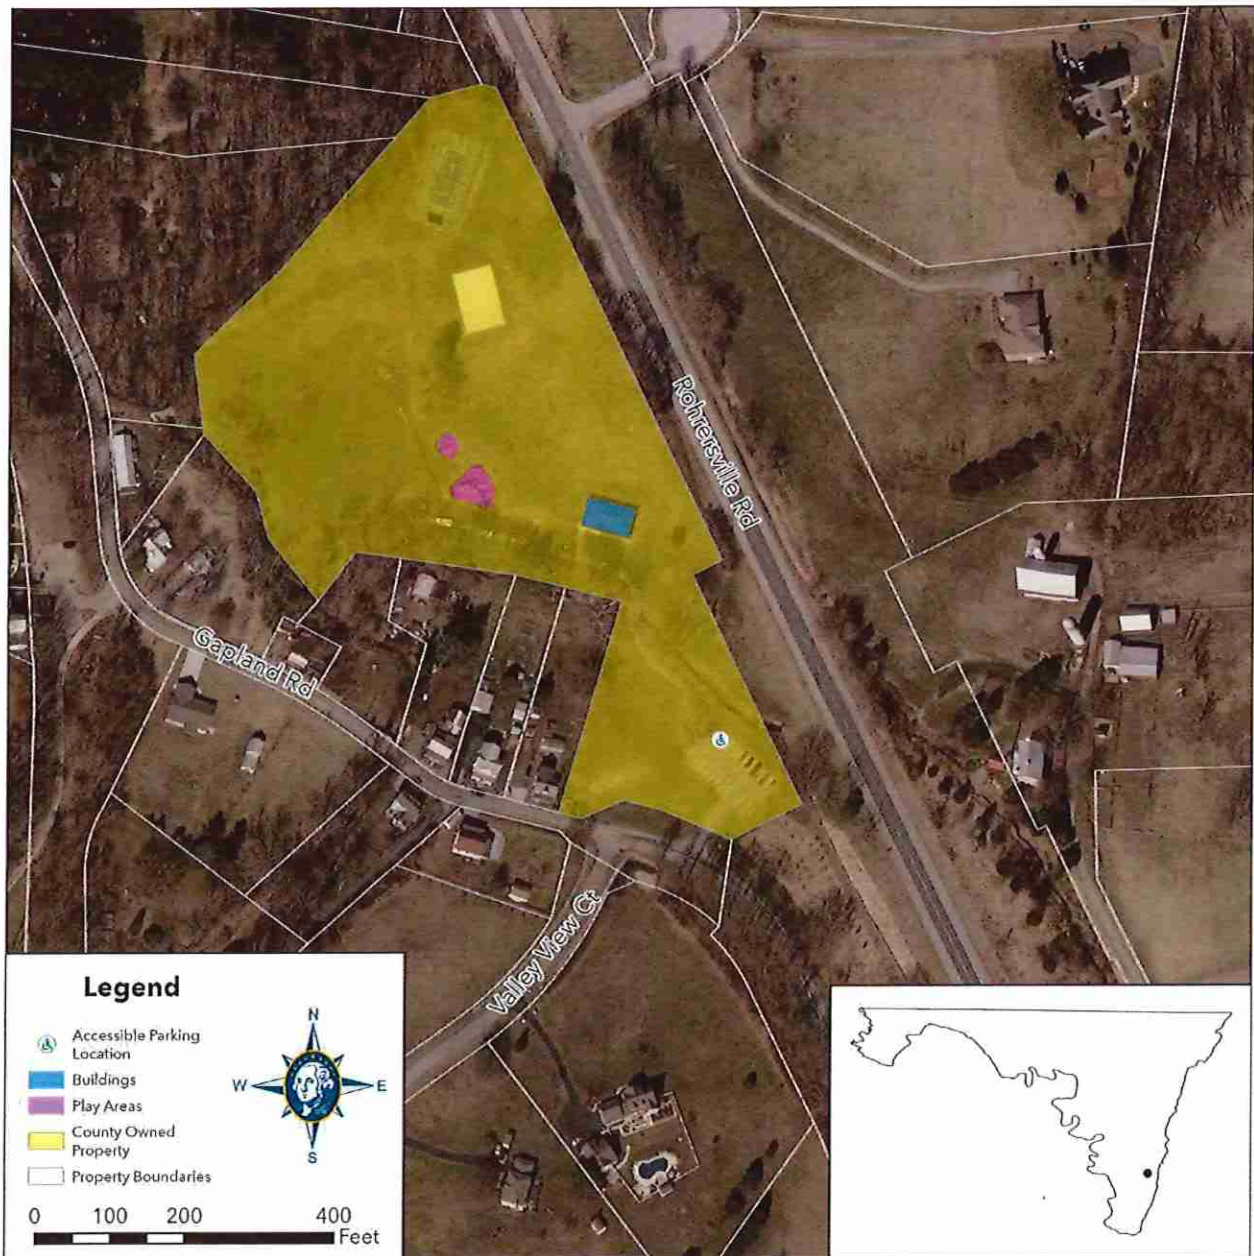 Rohrersville Rd
Gapland Rd
Valley View Ct
Legend
Accessible Parking
Location
Buildings
Play Areas
County Owned
Property
Property Boundaries
N
W
E
S
0 100 200 400
Feet